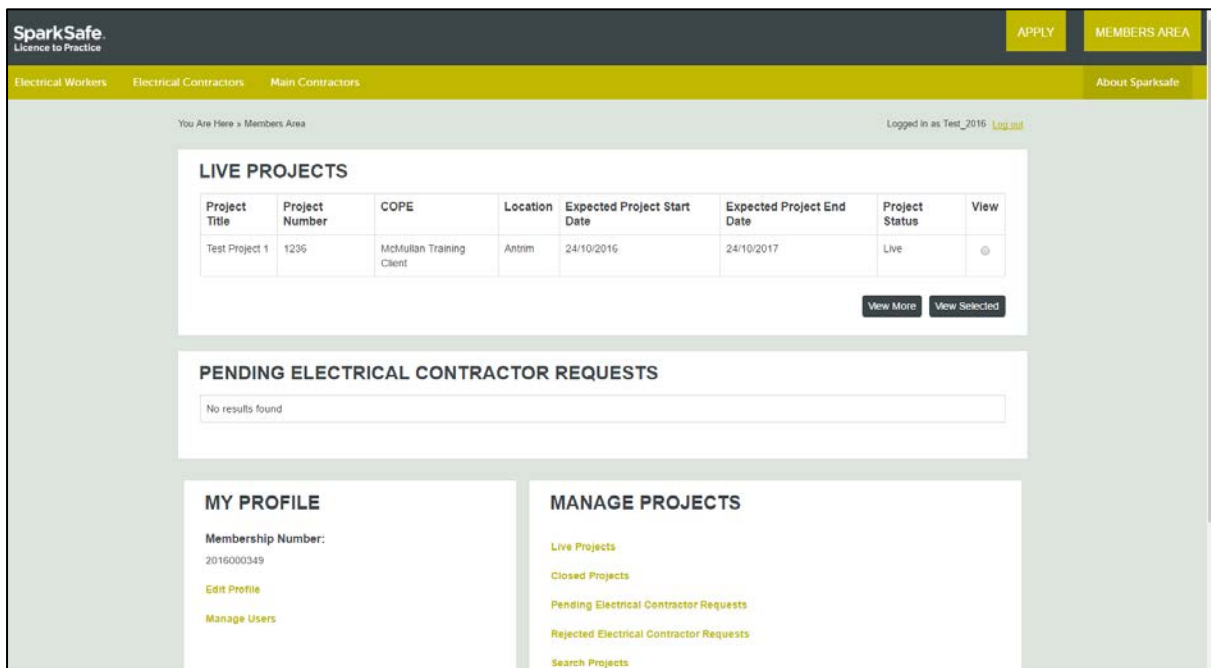 SparkSafe.
Licence to Practice
APPLY
MEMBERS AREA
Electrical Workers
Electrical Contractors
Main Contractors
About Sparksafe
You Are Here » Members Area
Logged in as Test_2016 Log out
LIVE PROJECTS
Project Title
Project Number
COPE
Location
Expected Project Start Date
Expected Project End Date
Project Status
View
Test Project 1
1236
McMullan Training Client
Antrim
24/10/2016
24/10/2017
Live
View More
View Selected
PENDING ELECTRICAL CONTRACTOR REQUESTS
No results found
MY PROFILE
Membership Number:
2016000349
Edit Profile
Manage Users
MANAGE PROJECTS
Live Projects
Closed Projects
Pending Electrical Contractor Requests
Rejected Electrical Contractor Requests
Search Projects